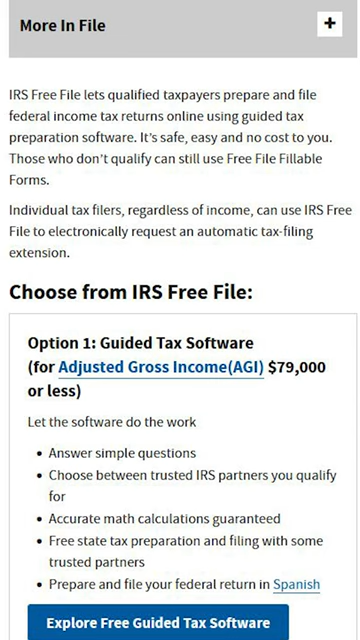 More In File
IRS Free File lets qualified taxpayers prepare and file
federal income tax returns online using guided tax
preparation software. It’s safe, easy and no cost to you.
Those who don’t qualify can still use Free File Fillable
Forms.
Individual tax filers, regardless of income, can use IRS Free
File to electronically request an automatic tax-filing
extension.
Choose from IRS Free File:
Option 1: Guided Tax Software
(for Adjusted Gross Income(AGI) $79,000
or less)
Let the software do the work
• Answer simple questions
• Choose between trusted IRS partners you qualify
for
• Accurate math calculations guaranteed
• Free state tax preparation and filing with some
trusted partners
• Prepare and file your federal return in Spanish
Explore Free Guided Tax Software